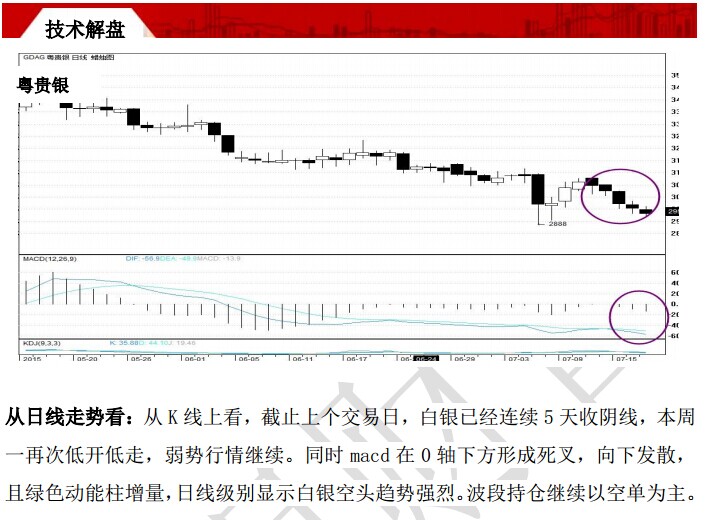 技术解盘
GDAG 粤贵银 日线 蜡烛图
粤贵银
35
34
34
33
32
32
31
30
30
29
29
28
2888
MACD(12,26,9) DIF: -56.8 DEA: -49.9 MACD: -13.8
60
40
20
0.
-20
-40
-60
KDJ(9,3,3) K: 35.88 D: 44.10 J: 19.46
2015 05-20 05-26 06-01 06-05 06-11 06-17 06-24 06-29 07-03 07-09 07-15
从日线走势看：从 K 线上看，截止上个交易日，白银已经连续 5 天收阴线，本周
一再次低开低走，弱势行情继续。同时 macd 在 0 轴下方形成死叉，向下发散，
且绿色动能柱增量，日线级别显示白银空头趋势强烈。波段持仓继续以空单为主。